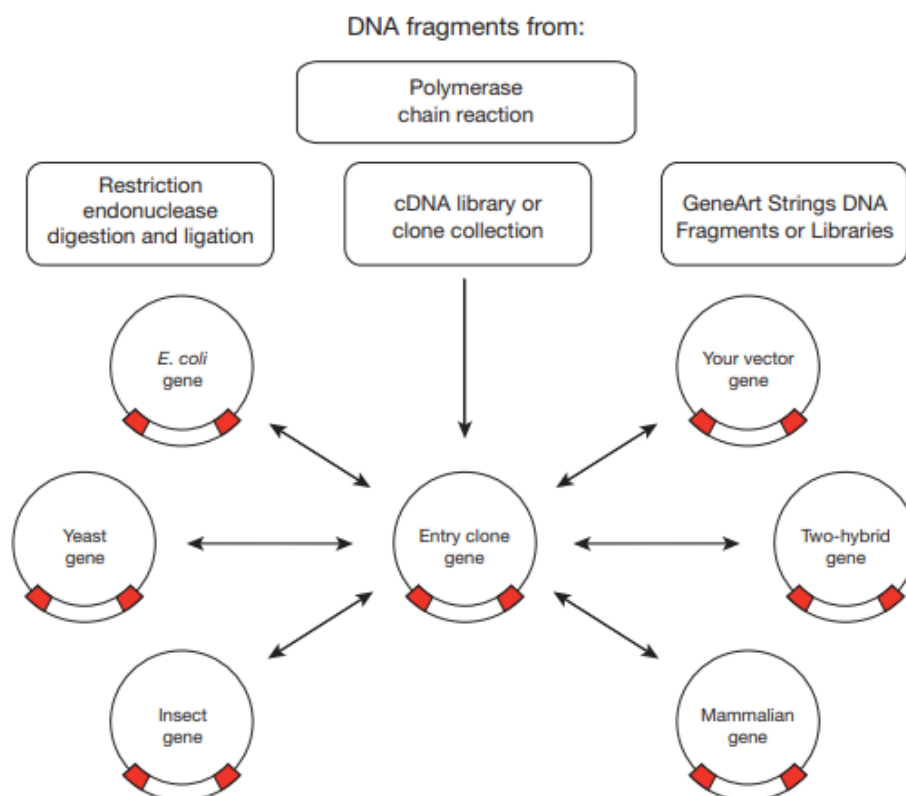 DNA fragments from:
Polymerase
chain reaction
Restriction
endonuclease
digestion and ligation
cDNA library or
clone collection
GeneArt Strings DNA
Fragments or Libraries
E. coli
gene
Your vector
gene
Yeast
gene
Entry clone
gene
Two-hybrid
gene
Insect
gene
Mammalian
gene